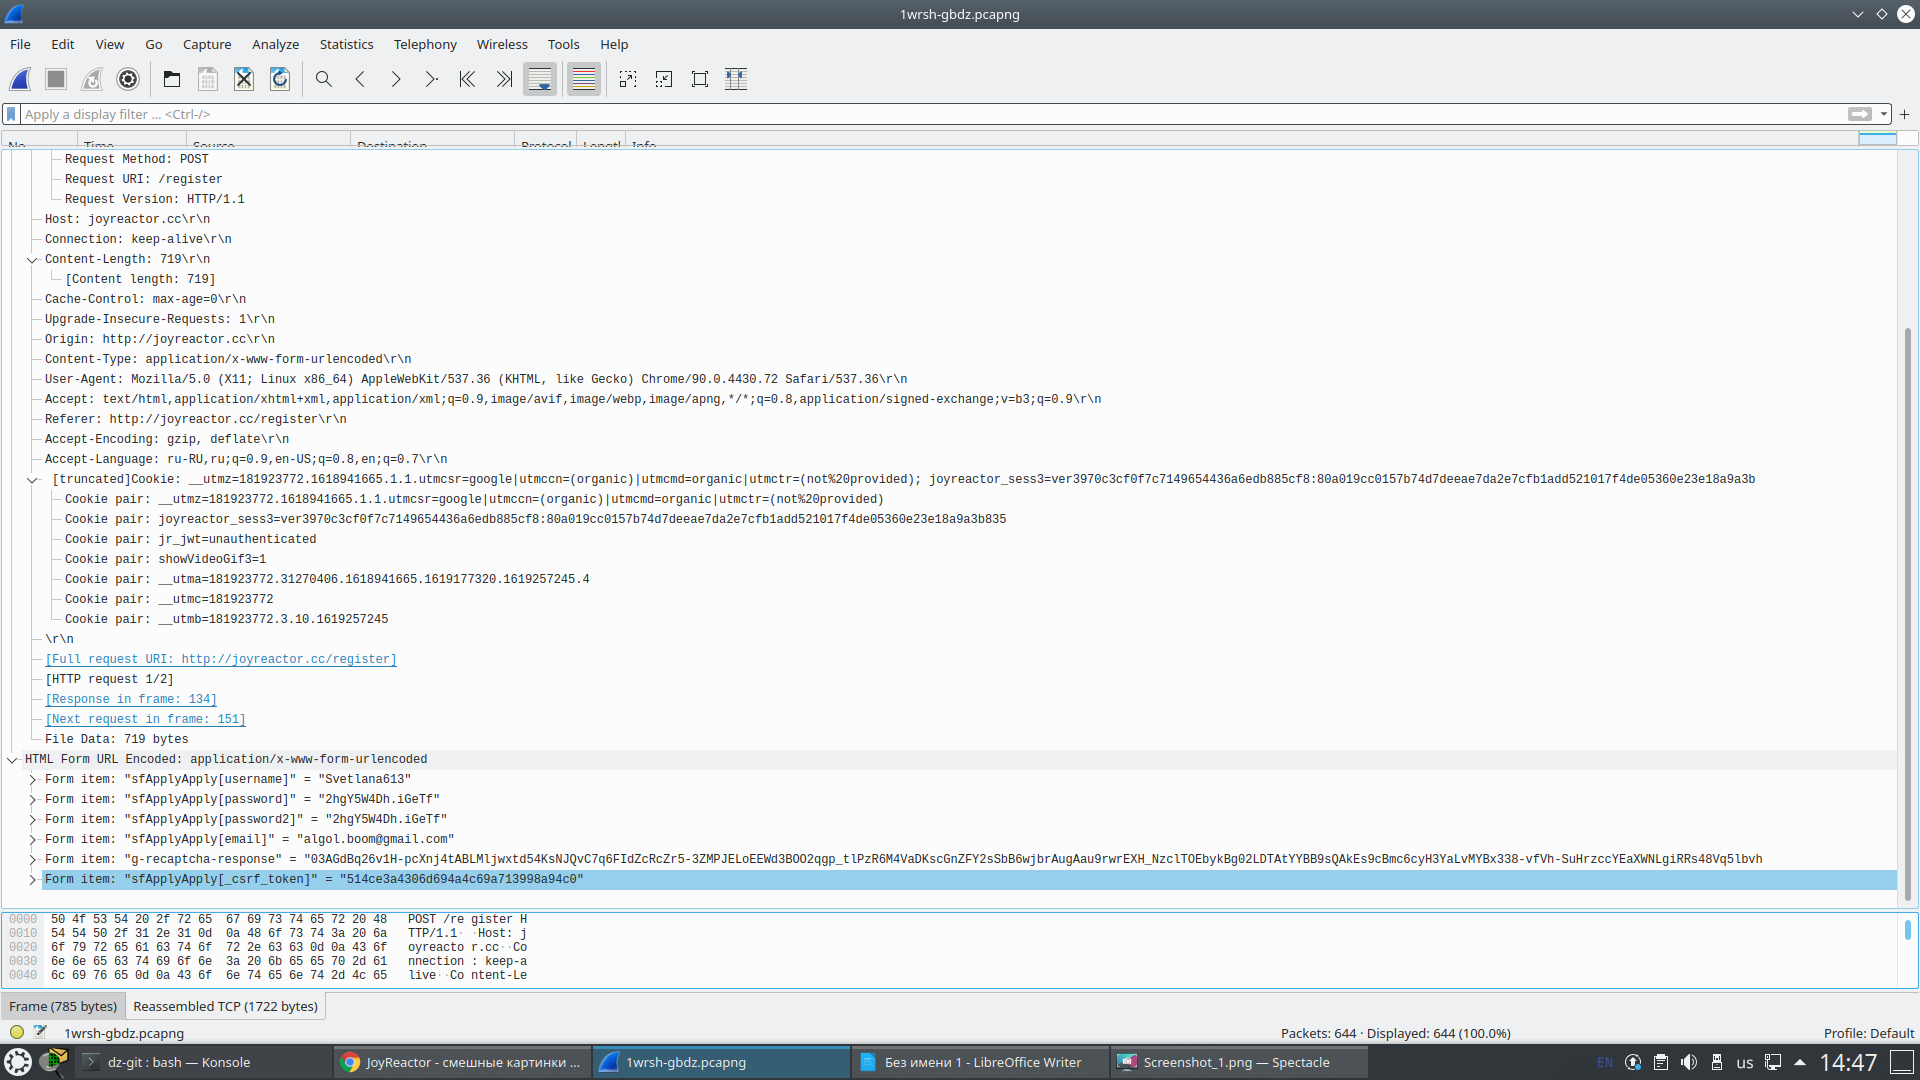 1wrsh-gbdz.pcapng
File Edit View Go Capture Analyze Statistics Telephony Wireless Tools Help
Apply a display filter ... <Ctrl-/>
No. Time Source Destination Protocol Length Info
Request Method: POST
Request URI: /register
Request Version: HTTP/1.1
Host: joyreactor.cc\r\n
Connection: keep-alive\r\n
Content-Length: 719\r\n
[Content length: 719]
Cache-Control: max-age=0\r\n
Upgrade-Insecure-Requests: 1\r\n
Origin: http://joyreactor.cc\r\n
Content-Type: application/x-www-form-urlencoded\r\n
User-Agent: Mozilla/5.0 (X11; Linux x86_64) AppleWebKit/537.36 (KHTML, like Gecko) Chrome/90.0.4430.72 Safari/537.36\r\n
Accept: text/html,application/xhtml+xml,application/xml;q=0.9,image/avif,image/webp,image/apng,*/*;q=0.8,application/signed-exchange;v=b3;q=0.9\r\n
Referer: http://joyreactor.cc/register\r\n
Accept-Encoding: gzip, deflate\r\n
Accept-Language: ru-RU,ru;q=0.9,en-US;q=0.8,en;q=0.7\r\n
[truncated]Cookie: __utmz=181923772.1618941665.1.1.utmcsr=google|utmccn=(organic)|utmcmd=organic|utmctr=(not%20provided); joyreactor_sess3=ver3970c3cf0f7c7149654436a6edb885cf8:80a019cc0157b74d7deeae7da2e7cfb1add521017f4de05360e23e18a9a3b
Cookie pair: __utmz=181923772.1618941665.1.1.utmcsr=google|utmccn=(organic)|utmcmd=organic|utmctr=(not%20provided)
Cookie pair: joyreactor_sess3=ver3970c3cf0f7c7149654436a6edb885cf8:80a019cc0157b74d7deeae7da2e7cfb1add521017f4de05360e23e18a9a3b835
Cookie pair: jr_jwt=unauthenticated
Cookie pair: showVideoGif3=1
Cookie pair: __utma=181923772.31270406.1618941665.1619177320.1619257245.4
Cookie pair: __utmc=181923772
Cookie pair: __utmb=181923772.3.10.1619257245
\r\n
[Full request URI: http://joyreactor.cc/register]
[HTTP request 1/2]
[Response in frame: 134]
[Next request in frame: 151]
File Data: 719 bytes
HTML Form URL Encoded: application/x-www-form-urlencoded
Form item: "sfApplyApply[username]" = "Svetlana613"
Form item: "sfApplyApply[password]" = "2hgY5W4Dh.iGeTf"
Form item: "sfApplyApply[password2]" = "2hgY5W4Dh.iGeTf"
Form item: "sfApplyApply[email]" = "algol.boom@gmail.com"
Form item: "g-recaptcha-response" = "03AGdBq26v1H-pcXnj4tABLMljwxtd54KsNJQvC7q6FIdZcRcZr5-3ZMPJELoEEWd3BOO2qgp_tlPzR6M4VaDKscGnZFY2sSbB6wjbrAugAau9rwrEXH_NzclTOEbykBg02LDTAtYYBB9sQAkEs9cBmc6cyH3YaLvMYBx338-vfVh-SuHrzccYEaXWNLgiRRs48Vq5lbvh
Form item: "sfApplyApply[_csrf_token]" = "514ce3a4306d694a4c69a713998a94c0"
0000 50 4f 53 54 20 2f 72 65 67 69 73 74 65 72 20 48 POST /re gister H
0010 54 54 50 2f 31 2e 31 0d 0a 48 6f 73 74 3a 20 6a TTP/1.1· ·Host: j
0020 6f 79 72 65 61 63 74 6f 72 2e 63 63 0d 0a 43 6f oyreacto r.cc··Co
0030 6e 6e 65 63 74 69 6f 6e 3a 20 6b 65 65 70 2d 61 nnection : keep-a
0040 6c 69 76 65 0d 0a 43 6f 6e 74 65 6e 74 2d 4c 65 live··Co ntent-Le
Frame (785 bytes) Reassembled TCP (1722 bytes)
1wrsh-gbdz.pcapng Packets: 644 · Displayed: 644 (100.0%) Profile: Default
dz-git : bash — Konsole JoyReactor - смешные картинки ... 1wrsh-gbdz.pcapng Без имени 1 - LibreOffice Writer Screenshot_1.png — Spectacle EN us 14:47